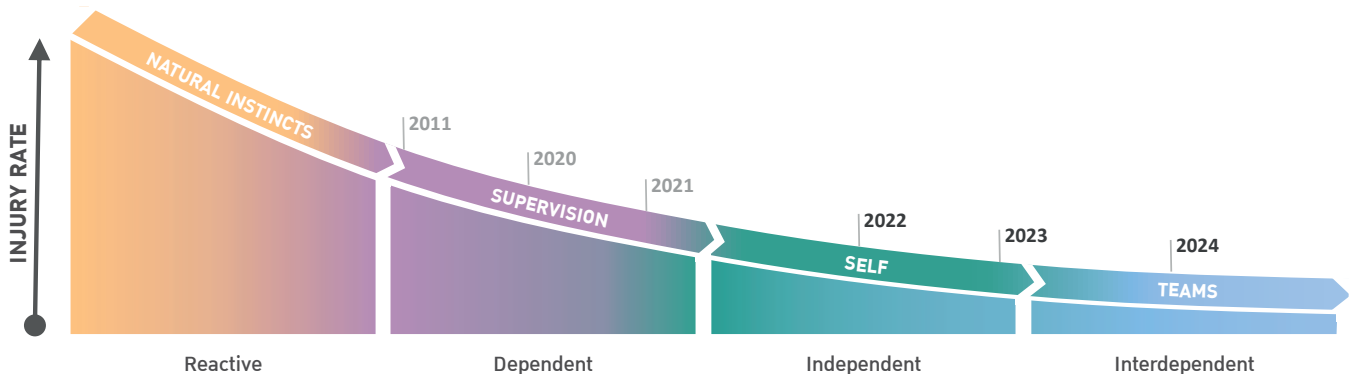 INJURY RATE
NATURAL INSTINCTS
2011
2020
2021
SUPERVISION
2022
2023
SELF
2024
TEAMS
Reactive
Dependent
Independent
Interdependent